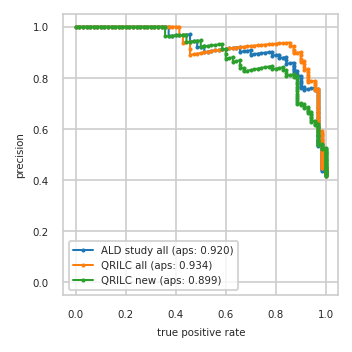 1.0
0.8
0.6
0.4
0.2
0.0
precision
ALD study all (aps: 0.920)
QRILC all (aps: 0.934)
QRILC new (aps: 0.899)
0.0 0.2 0.4 0.6 0.8 1.0
true positive rate